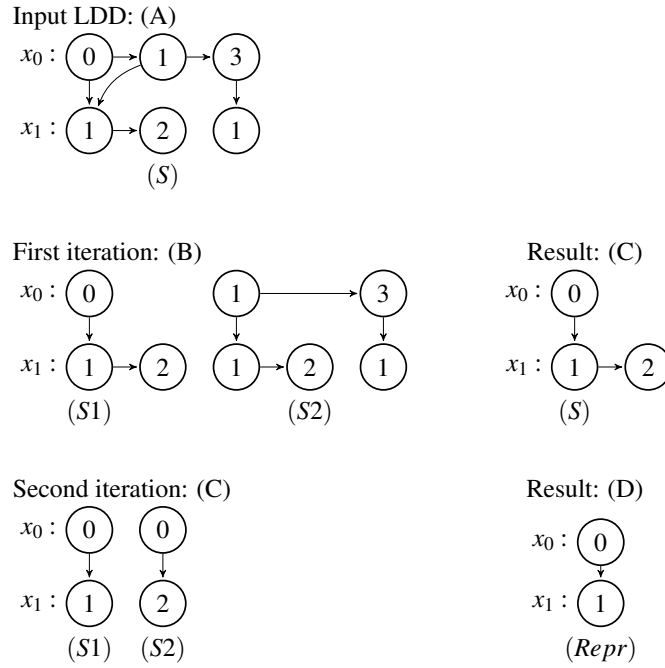 Input LDD: (A)
x₀ : 0 1 3
x₁ : 1 2 1
(S)
First iteration: (B)
x₀ : 0 1 3
x₁ : 1 2 1 2 1
(S1) (S2)
Result: (C)
x₀ : 0
x₁ : 1 2
(S)
Second iteration: (C)
x₀ : 0 0
x₁ : 1 2
(S1) (S2)
Result: (D)
x₀ : 0
x₁ : 1
(Repr)